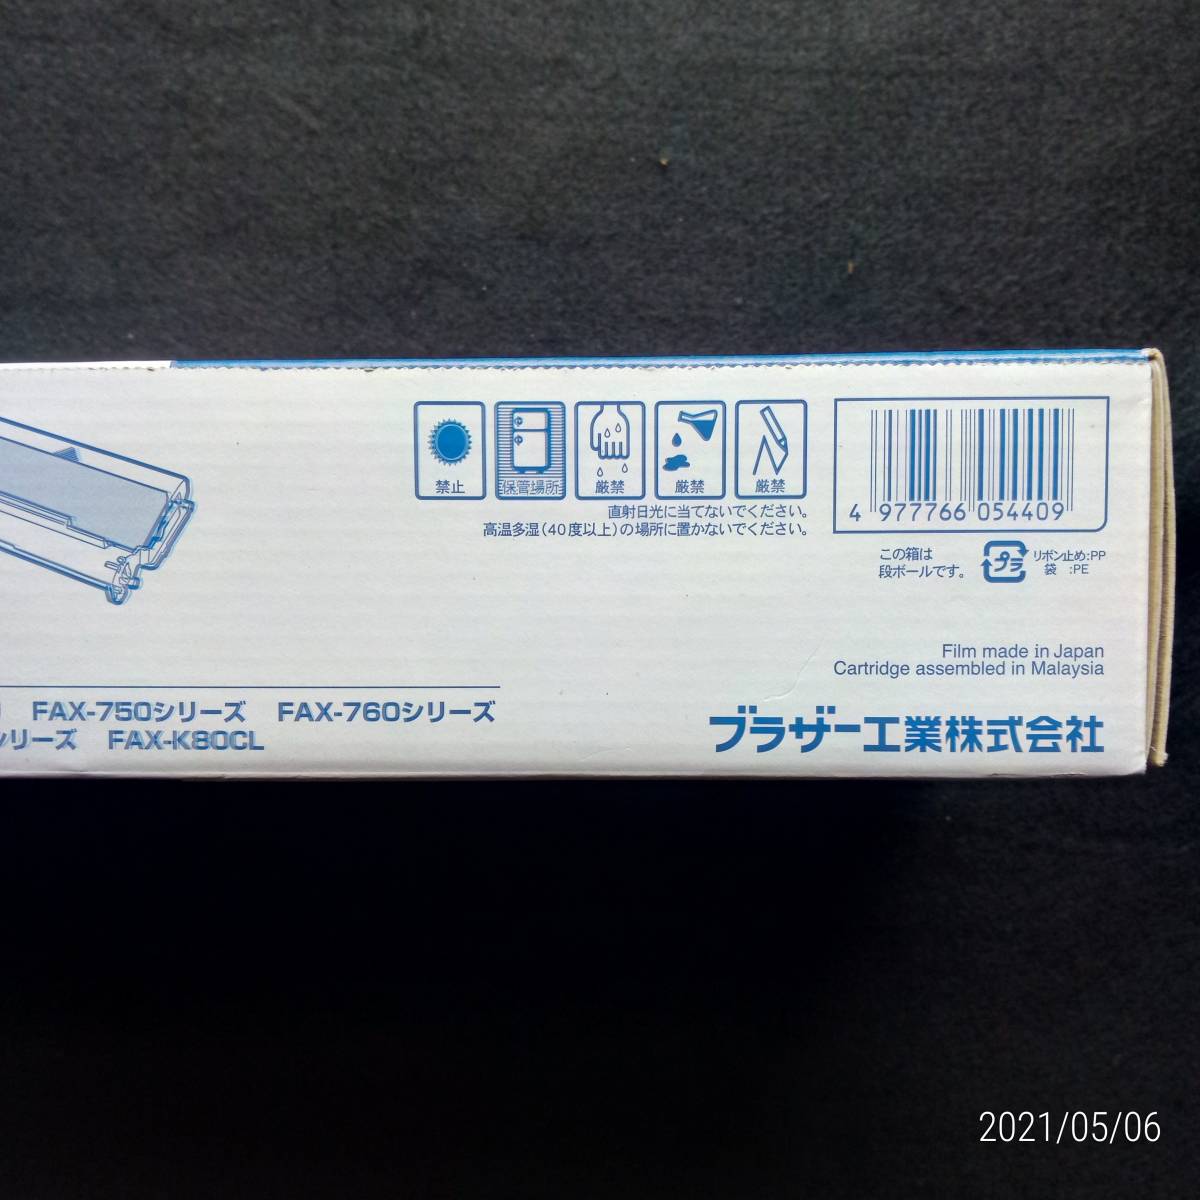 禁止 保管場所 厳禁 厳禁 厳禁
直射日光に当てないでください。
高温多湿(40度以上)の場所に置かないでください。
4 977766 054409
この箱は
段ボールです。
プラ
リボン止め:PP
袋 :PE
Film made in Japan
Cartridge assembled in Malaysia
FAX-750シリーズ FAX-760シリーズ
シリーズ FAX-K80CL
ブラザー工業株式会社
2021/05/06